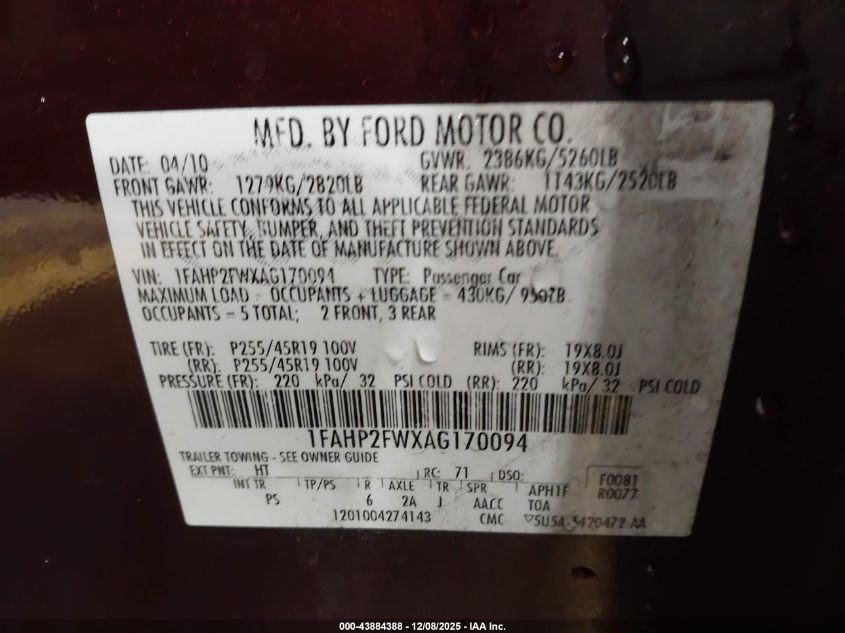 MFD. BY FORD MOTOR CO.
DATE: 04/10 GVWR: 2386KG/5260LB
FRONT GAWR: 1279KG/2820LB REAR GAWR: 1143KG/2520LB
THIS VEHICLE CONFORMS TO ALL APPLICABLE FEDERAL MOTOR
VEHICLE SAFETY, BUMPER, AND THEFT PREVENTION STANDARDS
IN EFFECT ON THE DATE OF MANUFACTURE SHOWN ABOVE.
VIN: 1FAHP2FWXAG170094 TYPE: Passenger Car
MAXIMUM LOAD = OCCUPANTS + LUGGAGE = 430KG/
OCCUPANTS = 5 TOTAL; 2 FRONT, 3 REAR
TIRE (FR): P255/45R19 100V RIMS (FR): 19X8.0J
(RR): P255/45R19 100V (RR): 19X8.0J
PRESSURE (FR): 220 kPa/ 32 PSI COLD (RR): 220 kPa/ 32 PSI COLD
1FAHP2FWXAG170094
TRAILER TOWING - SEE OWNER GUIDE
EXT PNT: HT RC: 71 DSO: F0081
INT TR TP/PS R AXLE TR SPR APH1F R0077
PS 6 2A J AACC TOA
1201004274143 CMC ▽5U5A-5420472-AA
000-43884388 - 12/08/2025 - IAA Inc.